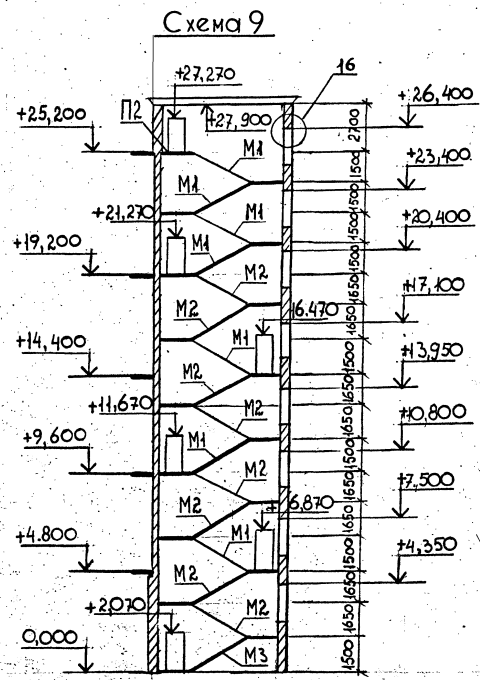 Схема 9
+27,270
16
+25,200
П2
+27,900
+26,400
2700
М1
1500
+23,400
М1
1500
+21,270
М1
+20,400
1500
+19,200
М1
М2
1650
+17,100
М2
16.470
1650
+14,400
М1
1500
+13,950
М2
1650
+11,670
М2
1650
+10,800
+9,600
М1
1500
М2
1650
+7,500
6,870
М2
1650
+4.800
М1
1500
+4,350
М2
1650
+2,070
М2
1650
0,000
М3
1500